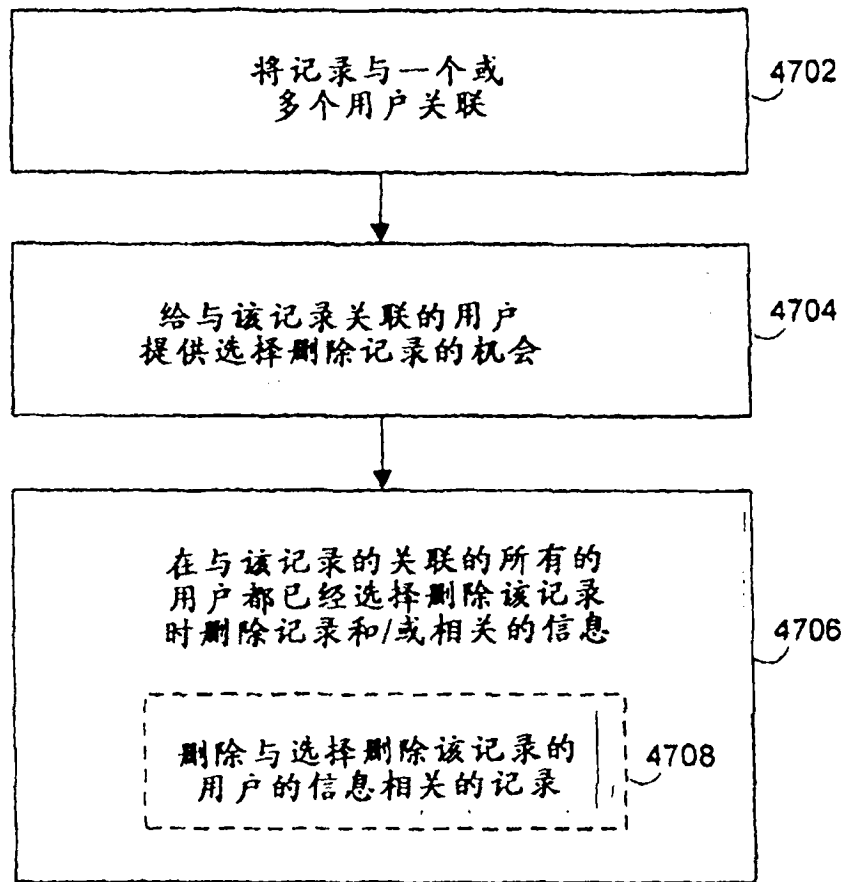 将记录与一个或
多个用户关联
4702
给与该记录关联的用户
提供选择删除记录的机会
4704
在与该记录的关联的所有的
用户都已经选择删除该记录
时删除记录和/或相关的信息
4706
删除与选择删除该记录的
用户的信息相关的记录
4708